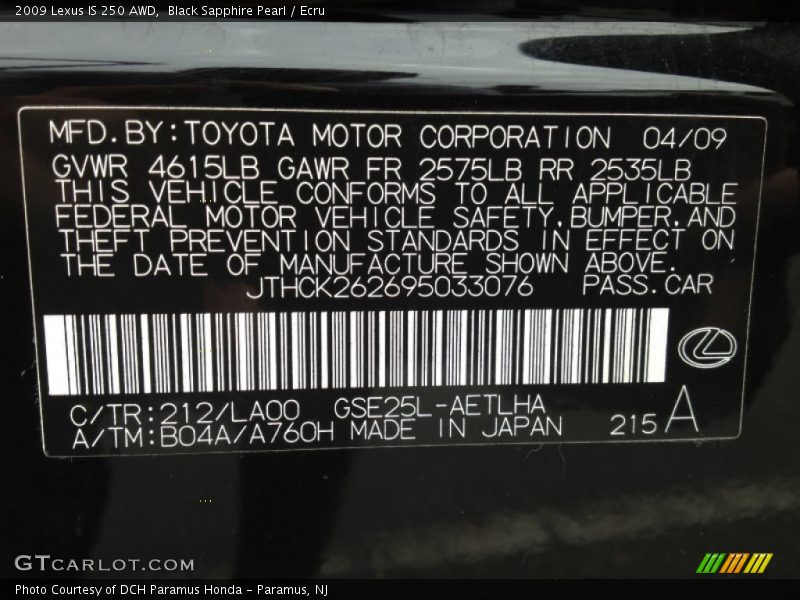 2009 Lexus IS 250 AWD,  Black Sapphire Pearl / Ecru
MFD.BY:TOYOTA MOTOR CORPORATION 04/09
GVWR 4615LB GAWR FR 2575LB RR 2535LB
THIS VEHICLE CONFORMS TO ALL APPLICABLE
FEDERAL MOTOR VEHICLE SAFETY,BUMPER,AND
THEFT PREVENTION STANDARDS IN EFFECT ON
THE DATE OF MANUFACTURE SHOWN ABOVE.
JTHCK262695033076 PASS.CAR
C/TR:212/LA00 GSE25L-AETLHA
A/TM:B04A/A760H MADE IN JAPAN 215 A
GTCARLOT.COM
Photo Courtesy of DCH Paramus Honda - Paramus, NJ